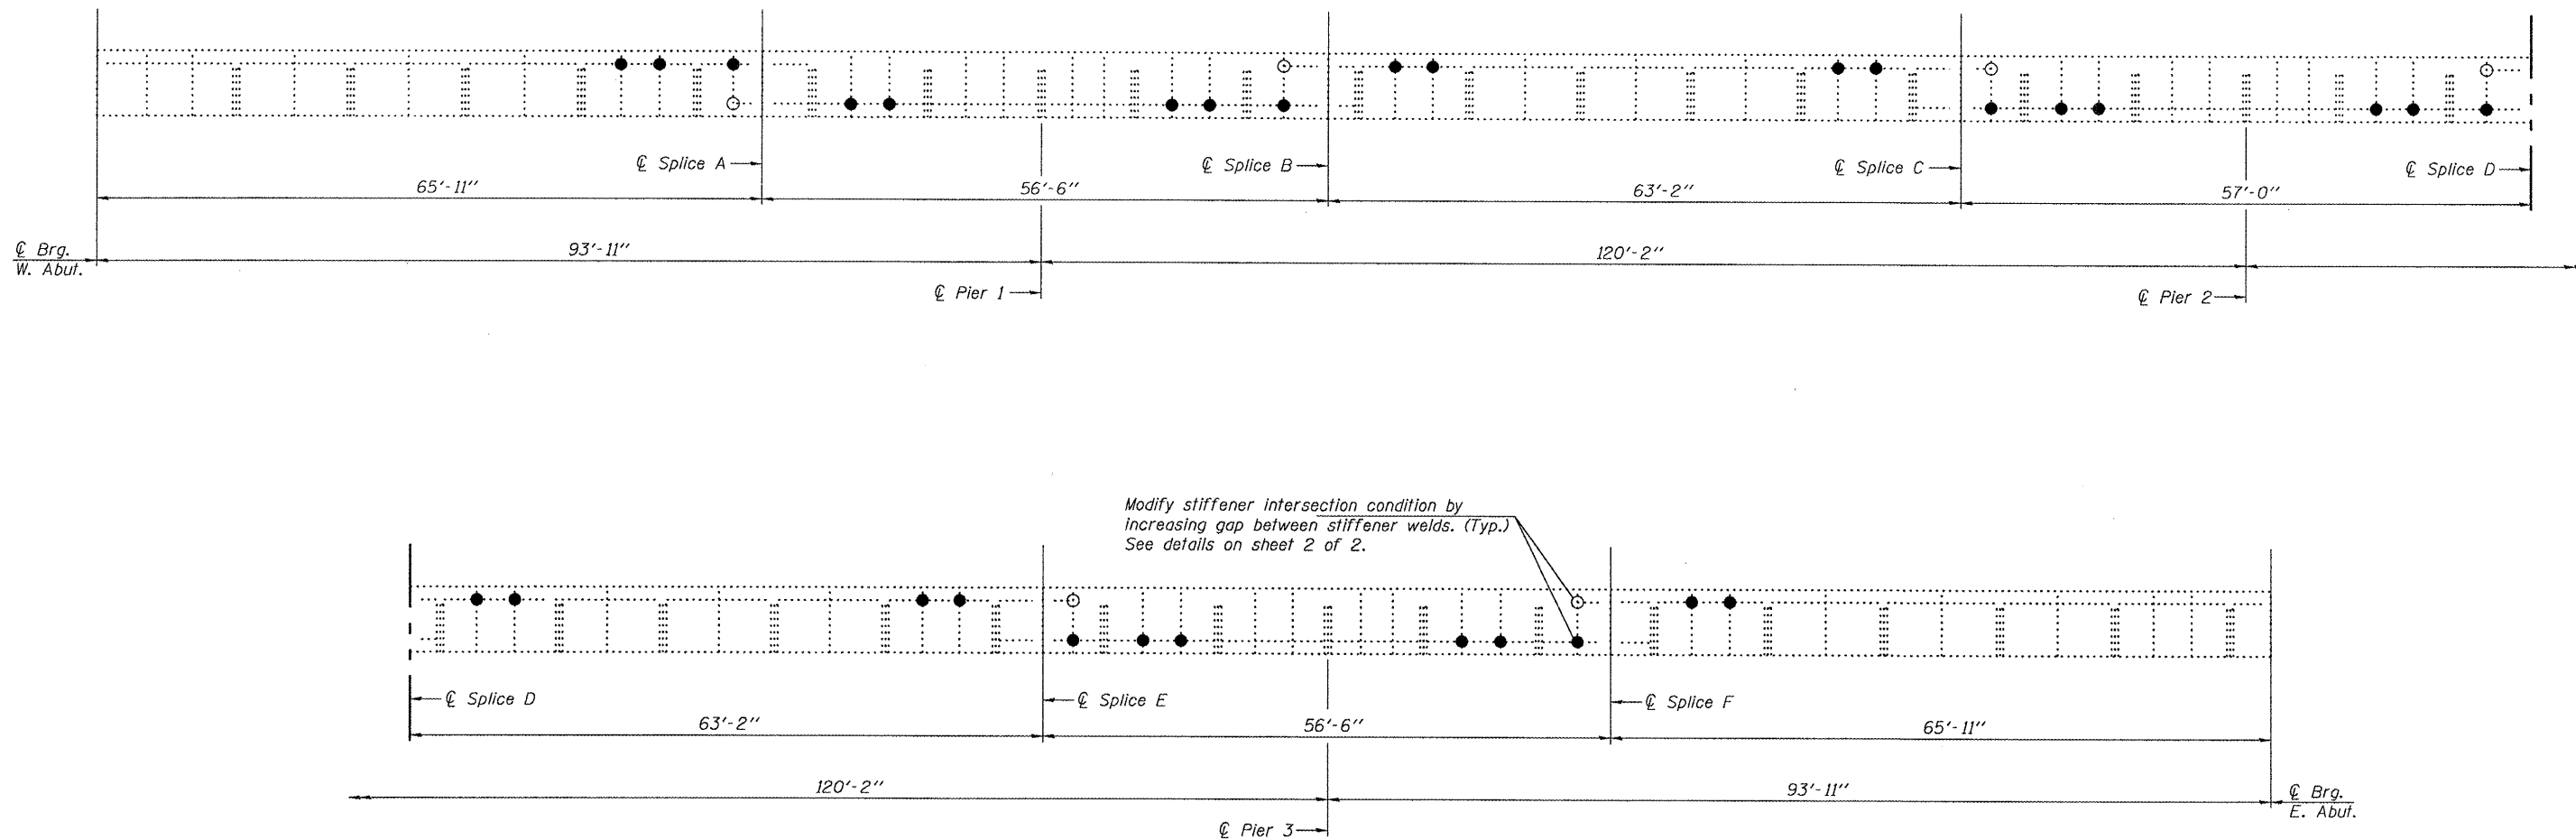 ℄ Splice A
℄ Splice B
℄ Splice C
℄ Splice D
65'-11"
56'-6"
63'-2"
57'-0"
℄ Brg.
W. Abut.
93'-11"
120'-2"
℄ Pier 1
℄ Pier 2
Modify stiffener intersection condition by
increasing gap between stiffener welds. (Typ.)
See details on sheet 2 of 2.
℄ Splice D
℄ Splice E
℄ Splice F
63'-2"
56'-6"
65'-11"
120'-2"
93'-11"
℄ Brg.
E. Abut.
℄ Pier 3